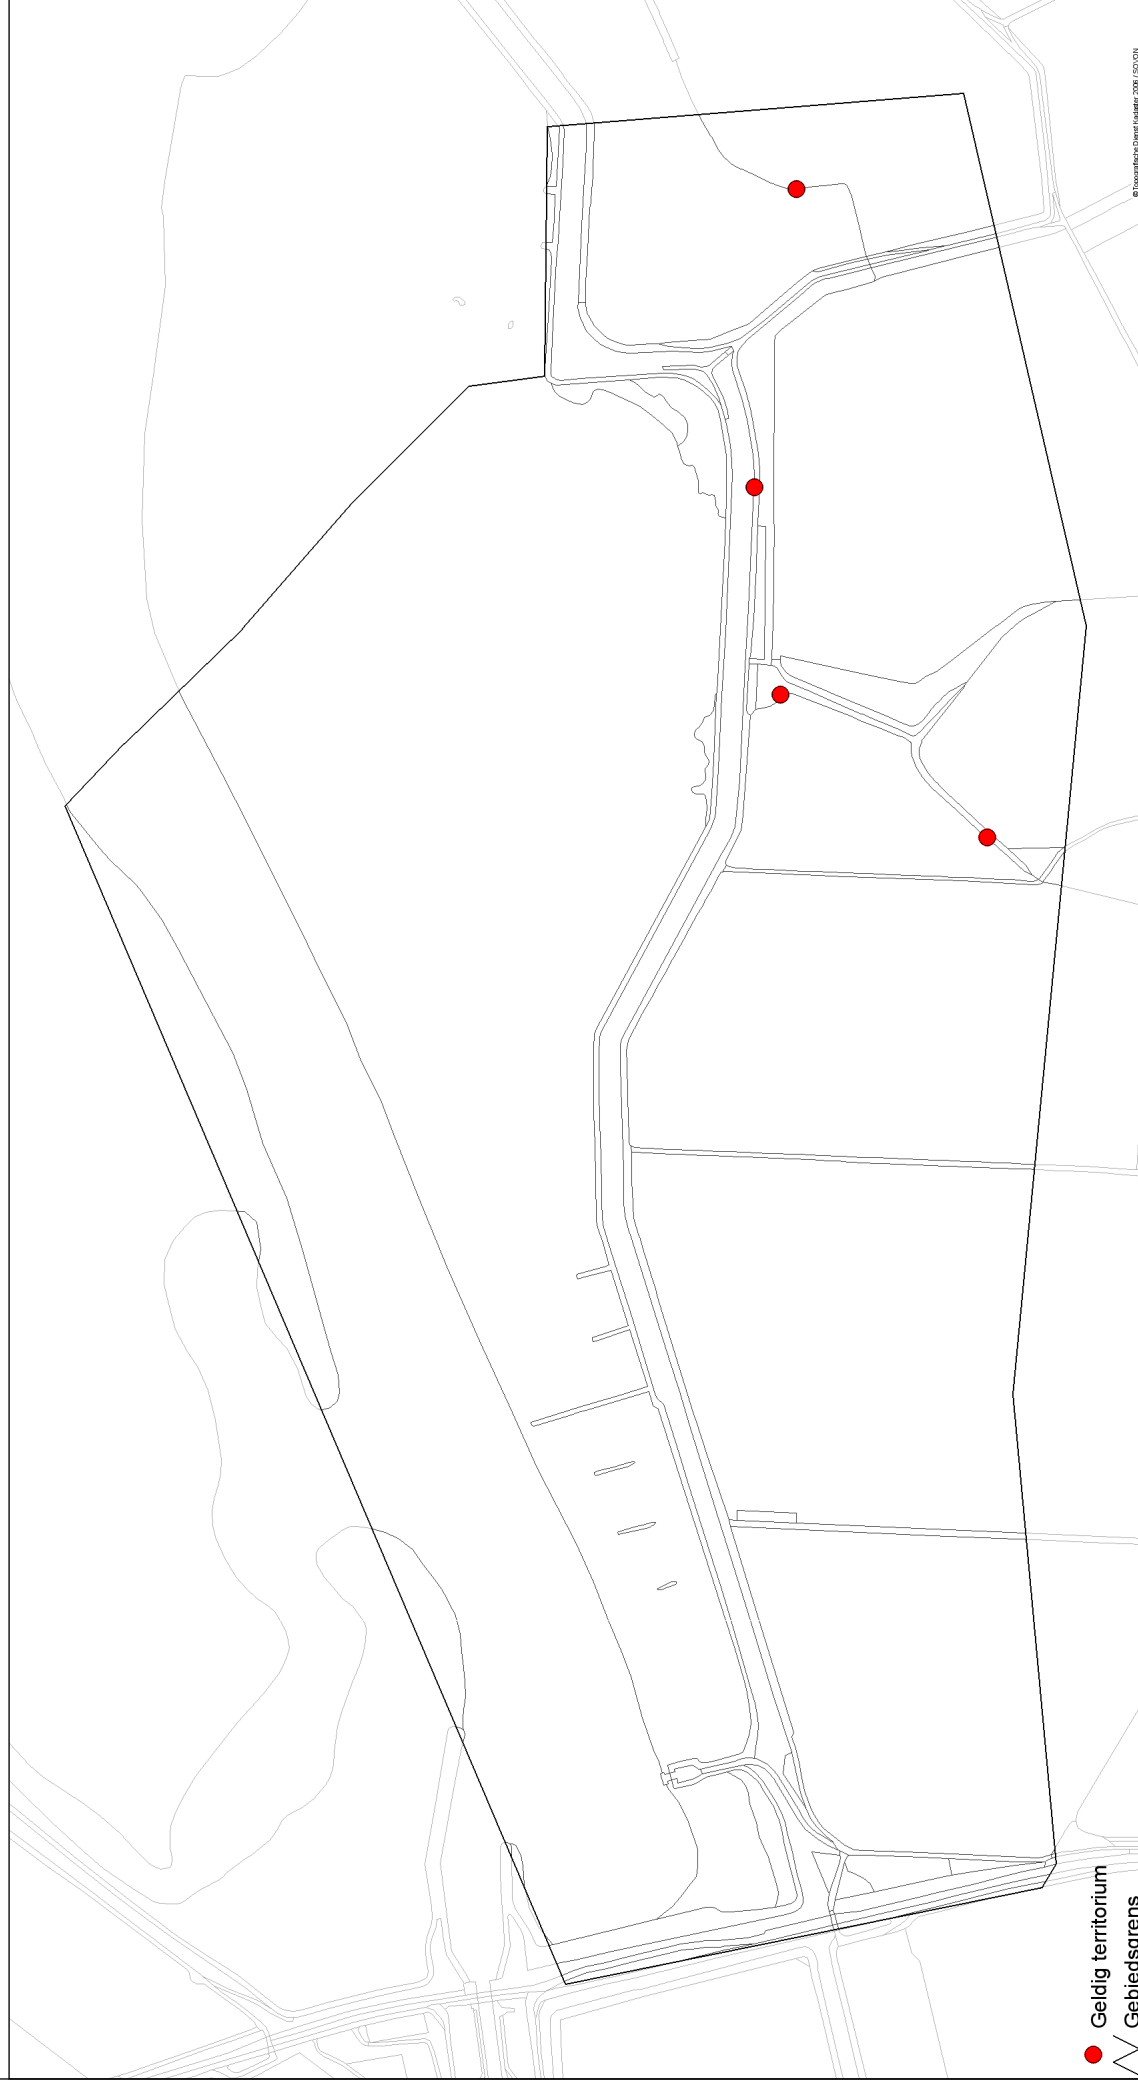 © Topografische Dienst Kadaster 2006 / SOVON
Geldig territorium
Gebiedsgrens